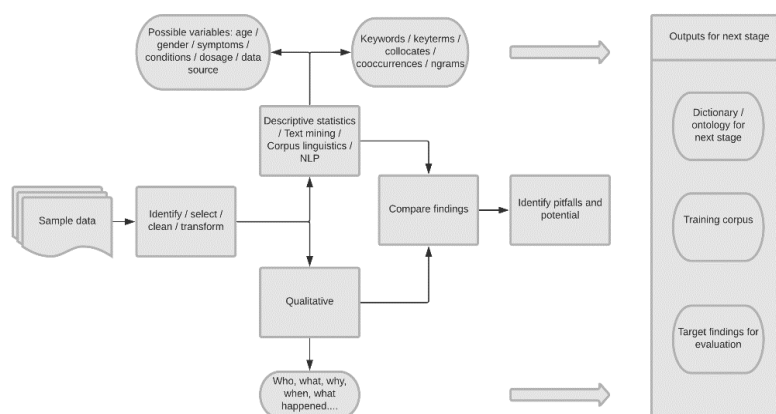 Possible variables: age /
gender / symptoms /
conditions / dosage / data
source
Keywords / keyterms /
collocates /
cooccurrences / ngrams
Outputs for next stage
Descriptive statistics
/ Text mining /
Corpus linguistics /
NLP
Dictionary /
ontology for
next stage
Sample data
Identify / select /
clean / transform
Compare findings
Identify pitfalls and
potential
Training corpus
Qualitative
Target findings for
evaluation
Who, what, why,
when, what
happened....